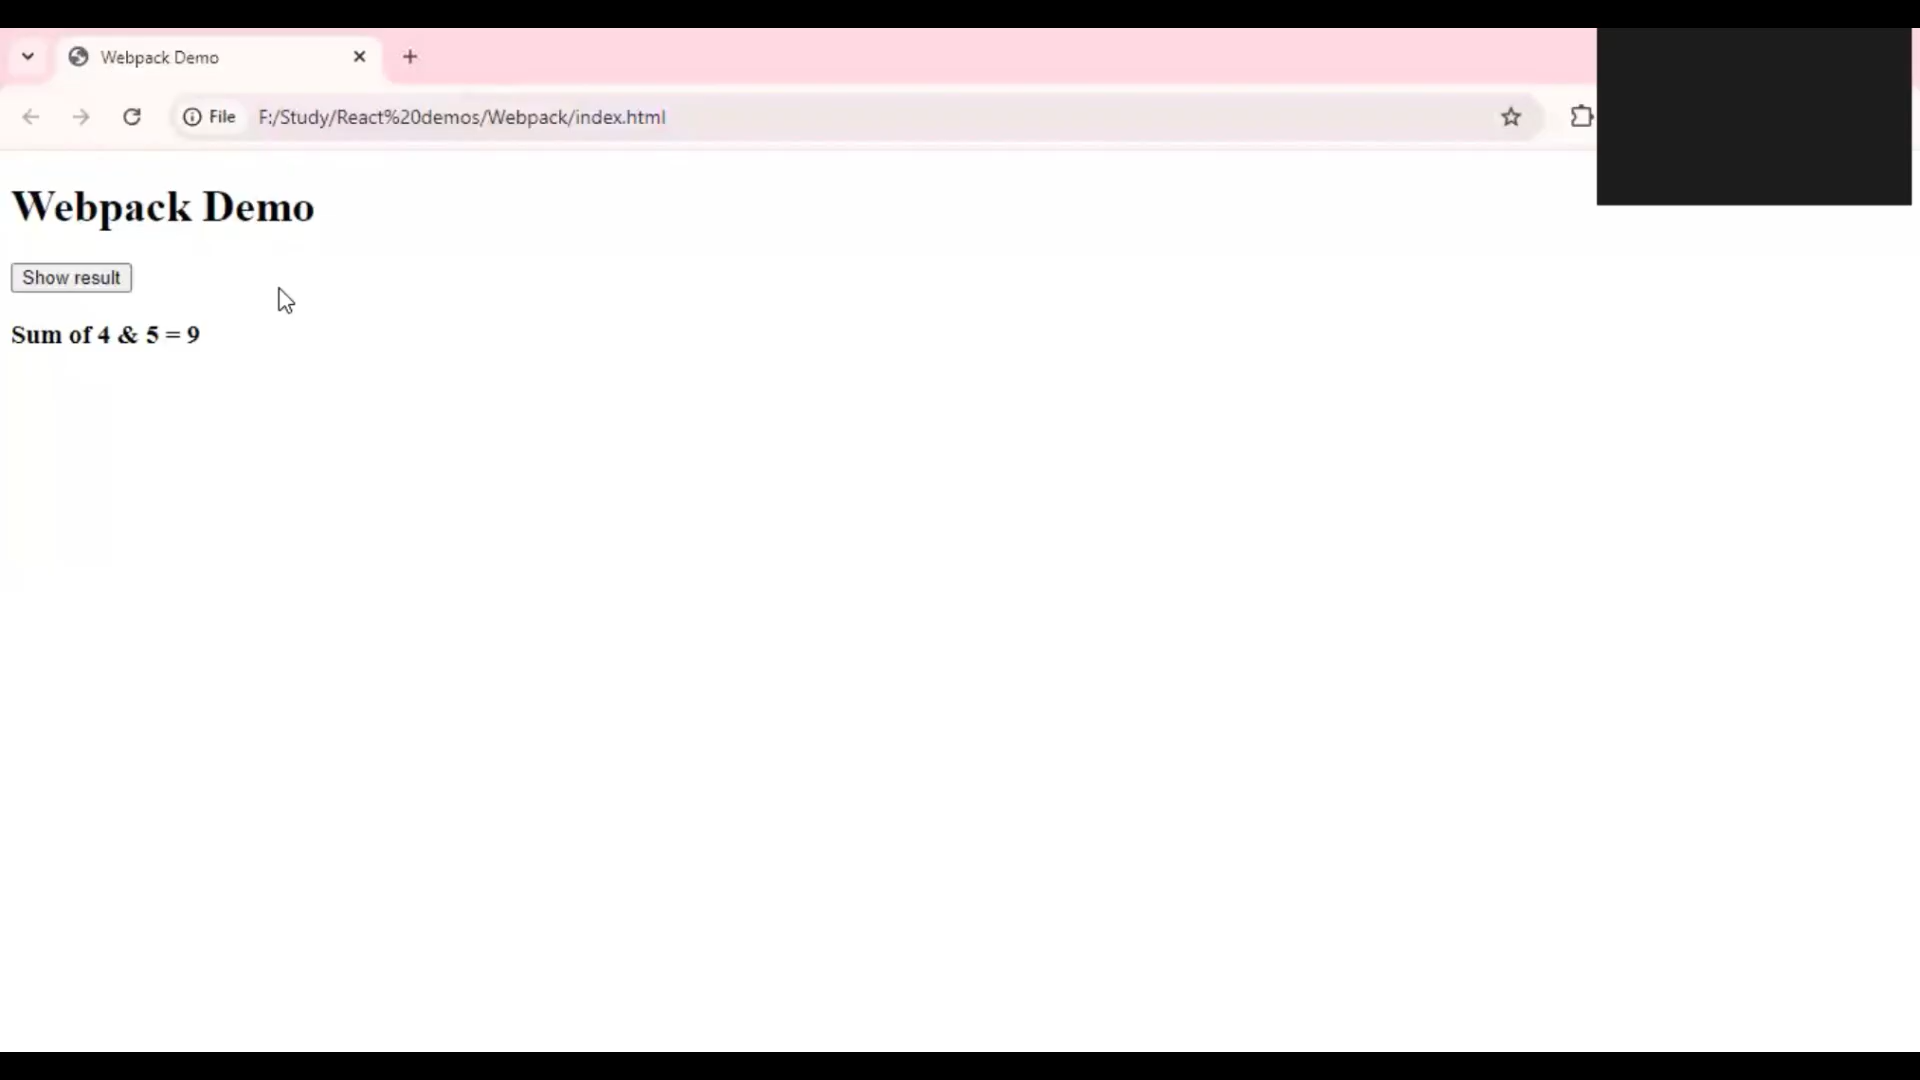 Webpack Demo
File F:/Study/React%20demos/Webpack/index.html
Webpack Demo
Show result
Sum of 4 & 5 = 9